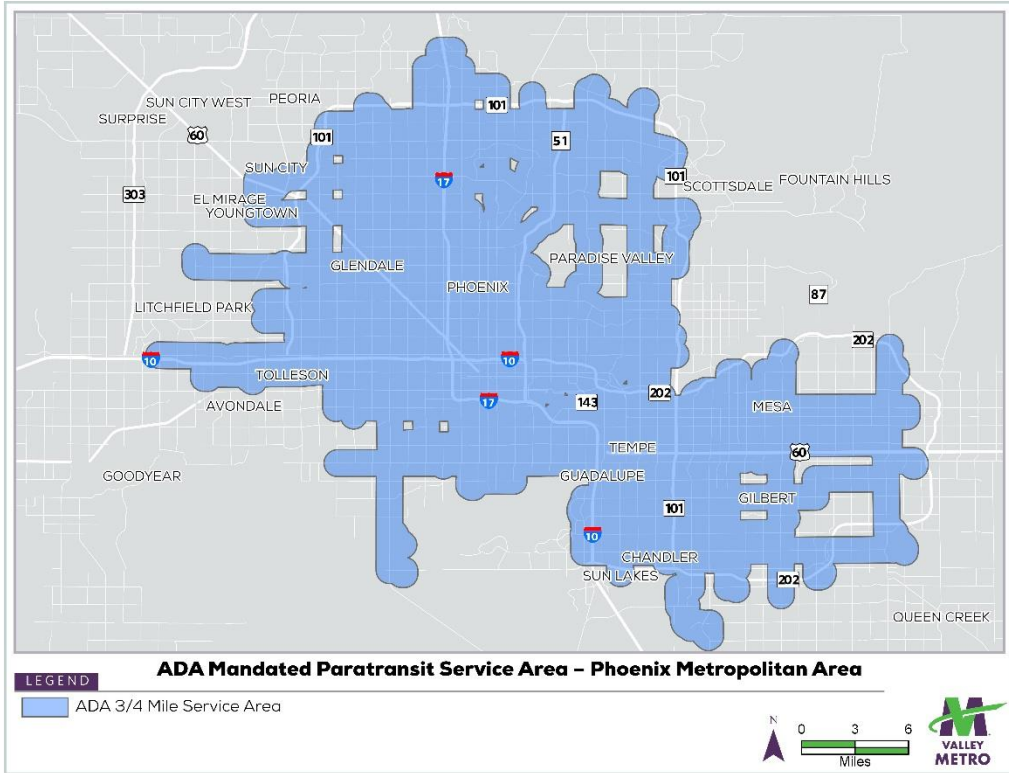 101
SUN CITY WEST
PEORIA
SURPRISE
60
101
51
17
SUN CITY
101
SCOTTSDALE
FOUNTAIN HILLS
303
EL MIRAGE
YOUNGTOWN
GLENDALE
PARADISE VALLEY
PHOENIX
87
LITCHFIELD PARK
202
10
10
TOLLESON
202
AVONDALE
17
143
MESA
TEMPE
60
GOODYEAR
GUADALUPE
GILBERT
101
10
CHANDLER
SUN LAKES
202
QUEEN CREEK
ADA Mandated Paratransit Service Area – Phoenix Metropolitan Area
LEGEND
ADA 3/4 Mile Service Area
N
0 3 6
Miles
VALLEY
METRO